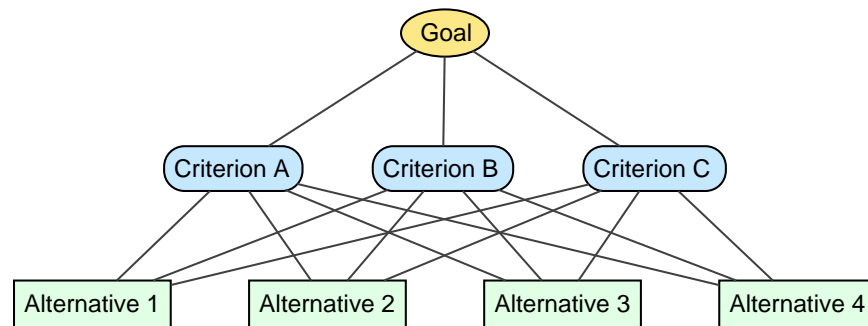 Goal
Criterion A
Criterion B
Criterion C
Alternative 1
Alternative 2
Alternative 3
Alternative 4